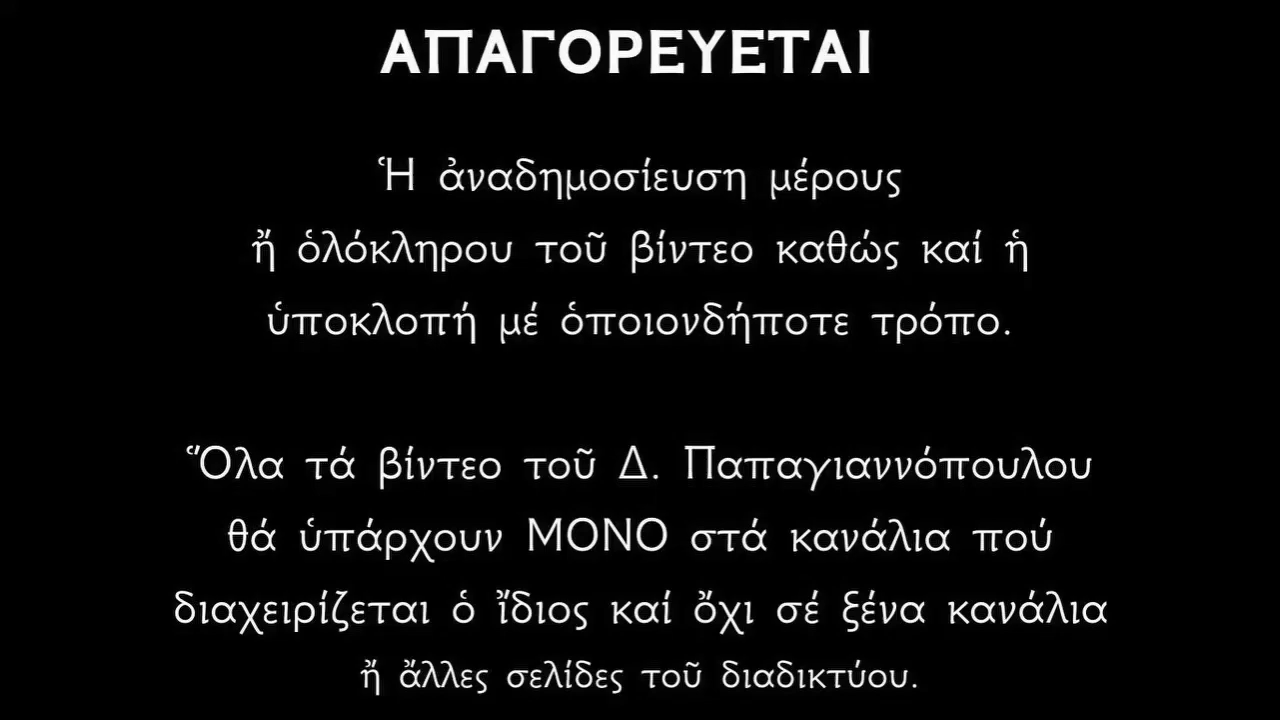 ΑΠΑΓΟΡΕΥΕΤΑΙ
Ἡ ἀναδημοσίευση μέρους
ἤ ὁλόκληρου τοῦ βίντεο καθώς καί ἡ
ὑποκλοπή μέ ὁποιονδήποτε τρόπο.
Ὅλα τά βίντεο τοῦ Δ. Παπαγιαννόπουλου
θά ὑπάρχουν ΜΟΝΟ στά κανάλια πού
διαχειρίζεται ὁ ἴδιος καί ὄχι σέ ξένα κανάλια
ἤ ἄλλες σελίδες τοῦ διαδικτύου.